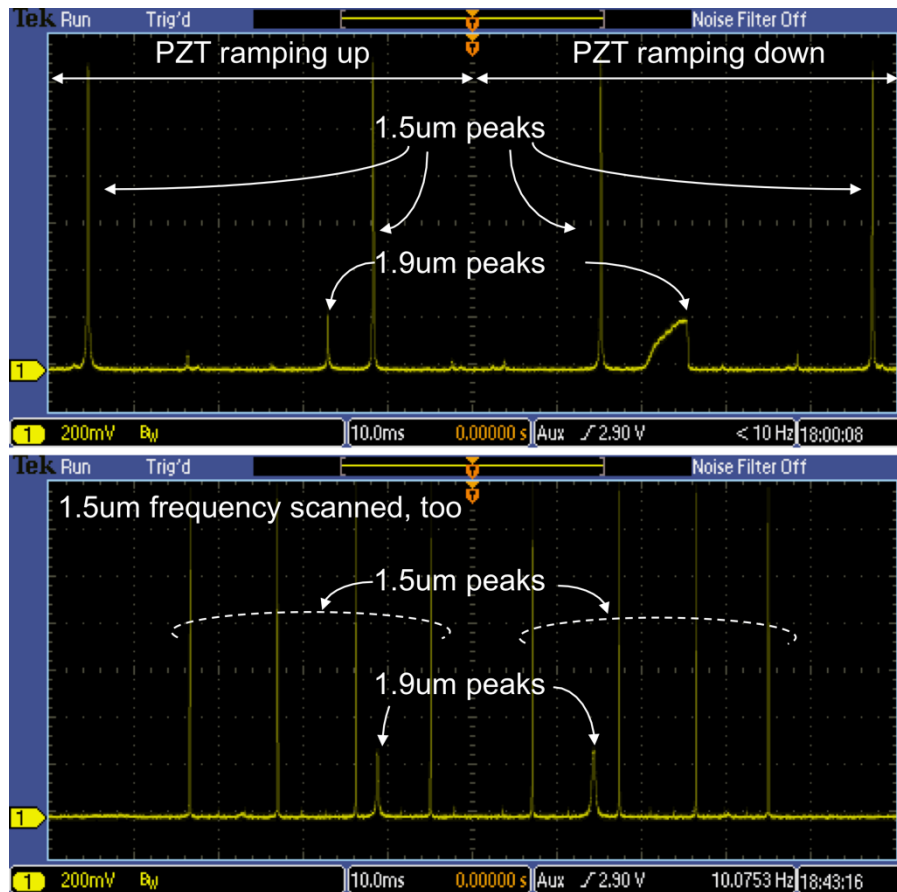 Tek Run Trig'd Noise Filter Off
T
T
PZT ramping up PZT ramping down
1.5um peaks
1.9um peaks
1
1 200mV BW 10.0ms 0.00000 s Aux 2.90 V < 10 Hz 18:00:08
Tek Run Trig'd Noise Filter Off
T
T
1.5um frequency scanned, too
1.5um peaks
1.9um peaks
1
1 200mV BW 10.0ms 0.00000 s Aux 2.90 V 10.0753 Hz 18:43:16